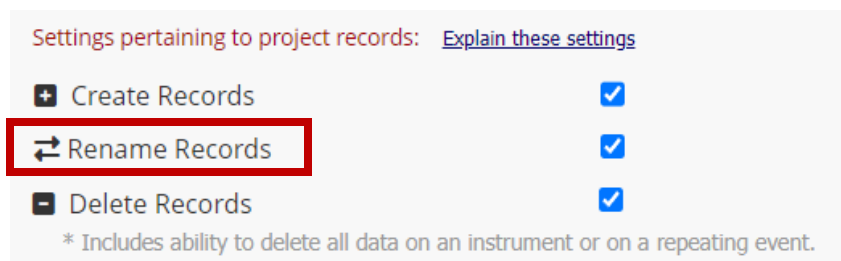 Settings pertaining to project records: Explain these settings
Create Records
Rename Records
Delete Records
* Includes ability to delete all data on an instrument or on a repeating event.